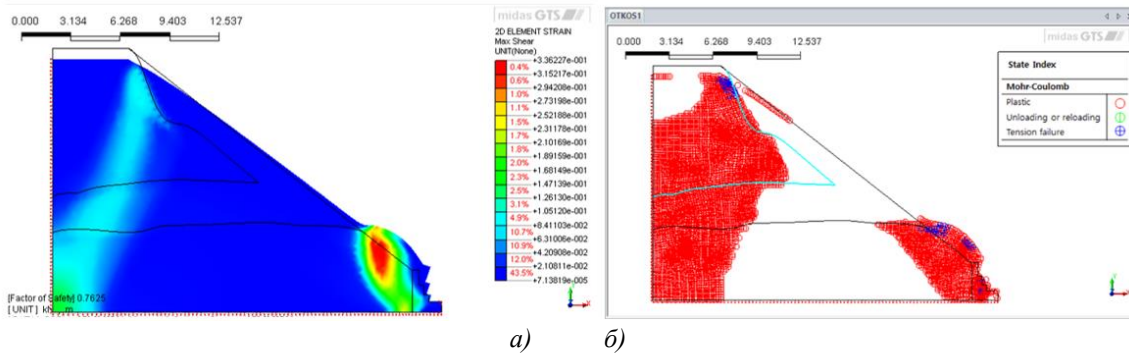 0.000 3.134 6.268 9.403 12.537
midas GTS
2D ELEMENT STRAIN
Max Shear
UNIT(None)
+3.36227e-001
0.4%
+3.15217e-001
0.6%
+2.94208e-001
1.0%
+2.73198e-001
1.1%
+2.52188e-001
1.5%
+2.31178e-001
1.7%
+2.10169e-001
1.8%
+1.89159e-001
2.0%
+1.68149e-001
2.3%
+1.47139e-001
2.5%
+1.26130e-001
3.1%
+1.05120e-001
4.9%
+8.41103e-002
10.7%
+6.31006e-002
10.9%
+4.20908e-002
12.0%
+2.10811e-002
43.5%
+7.13819e-005
[Factor of Safety] 0.7625
[UNIT]
OTKOS1
0.000 3.134 6.268 9.403 12.537
midas GTS
State Index
Mohr-Coulomb
Plastic
Unloading or reloading
Tension failure
а) б)